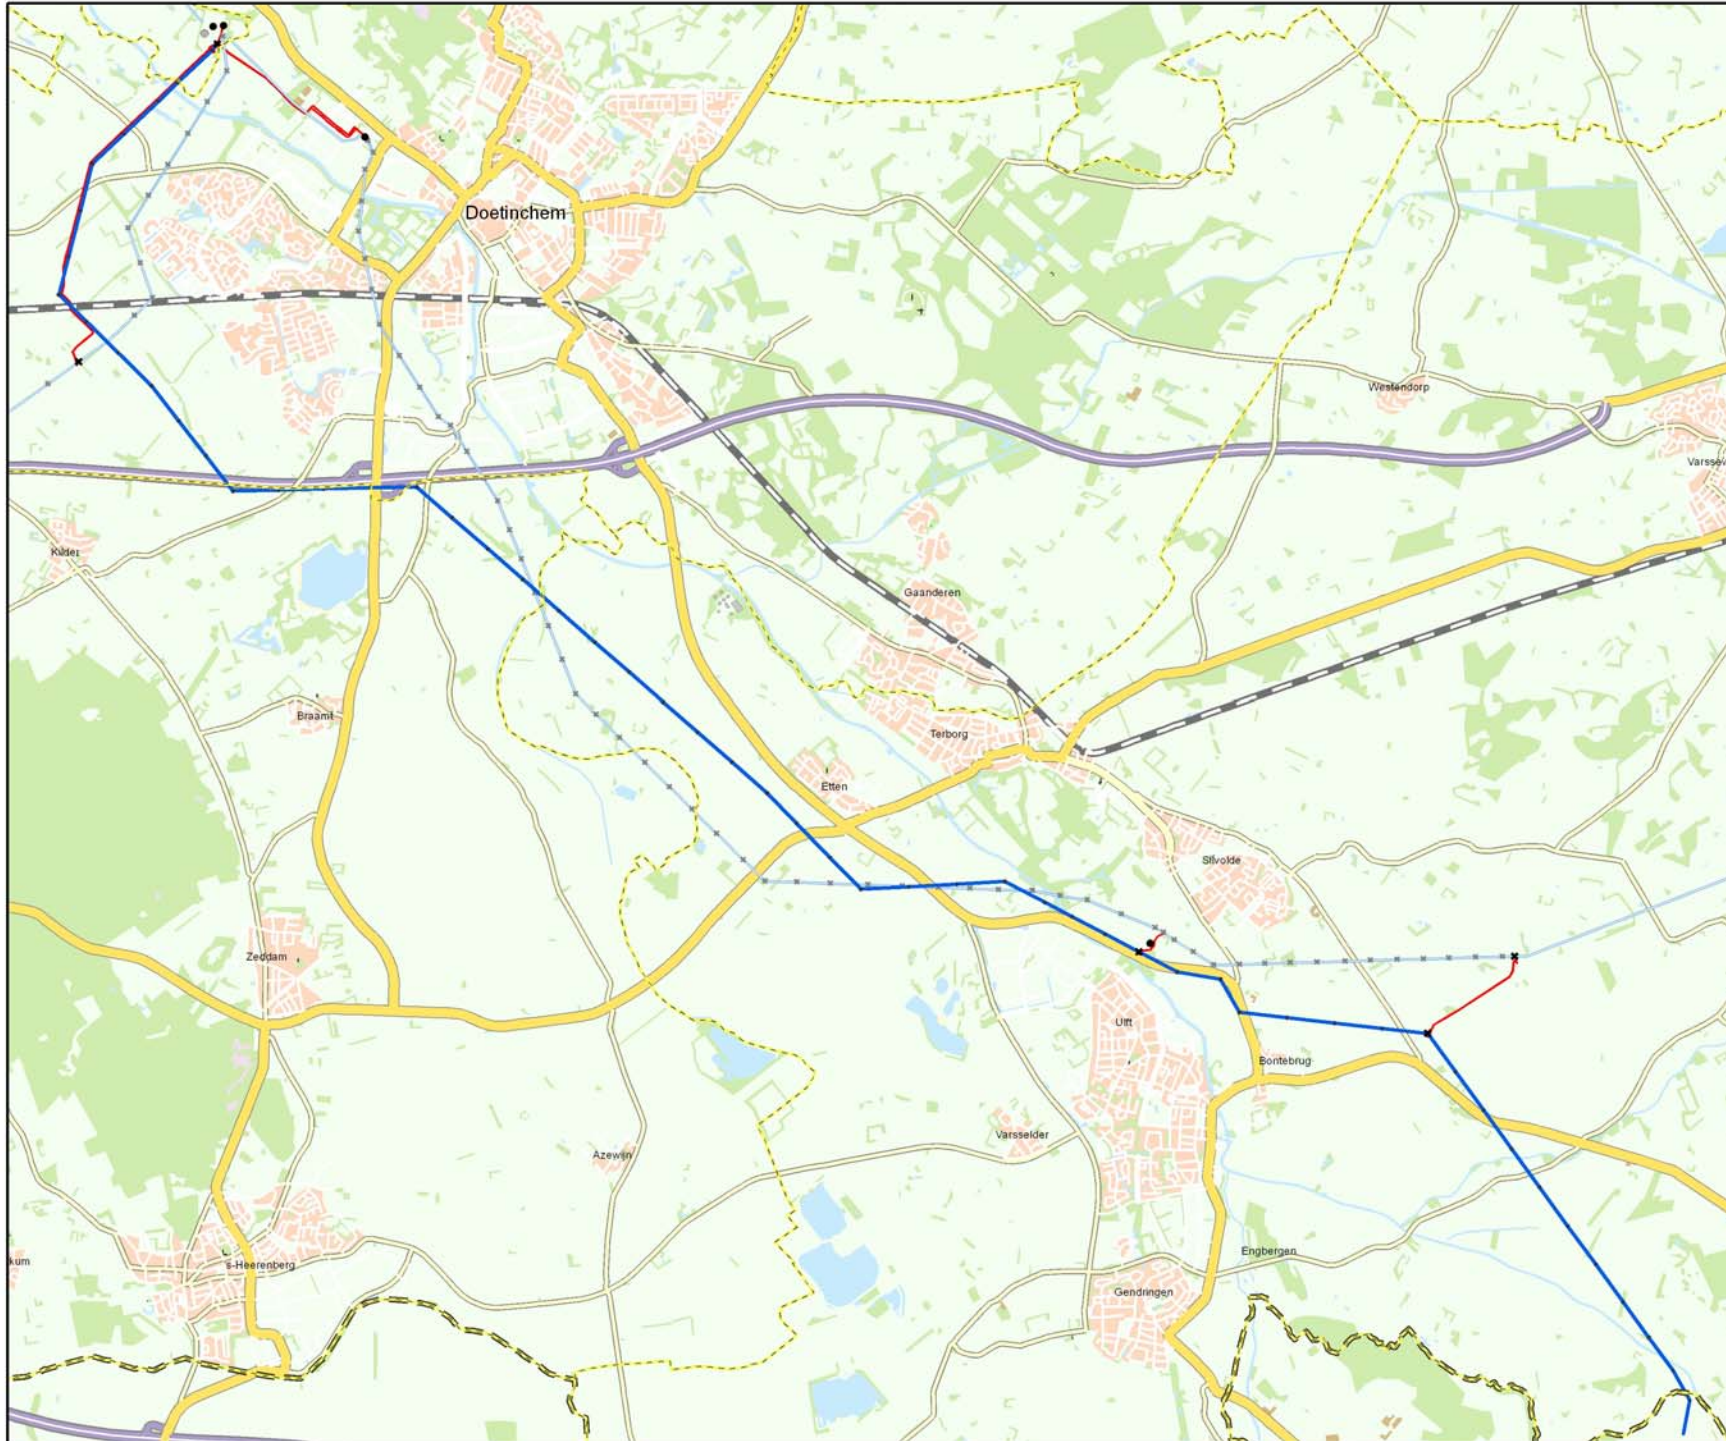 Doetinchem
Westendorp
Varssev
Kilder
Gaanderen
Braamt
Terborg
Etten
Silvolde
Zeddam
Ulft
Bontebrug
Varsselder
Azewijn
Engbergen
kum
's-Heerenberg
Gendringen